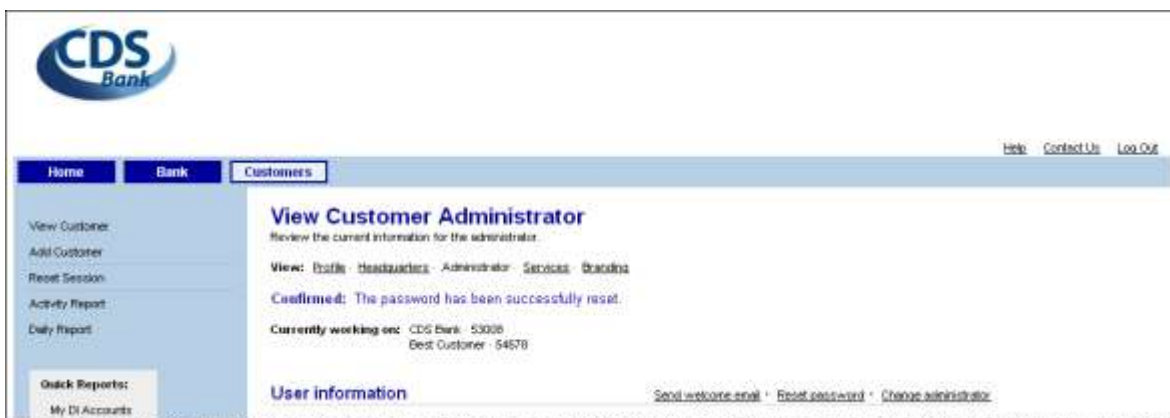 CDS
Bank
Help Contact Us Log Out
Home Bank Customers
View Customer
Add Customer
Reset Session
Activity Report
Daily Report
Quick Reports:
My DI Accounts
View Customer Administrator
Review the current information for the administrator.
View: Profile · Headquarters · Administrator · Services · Branding
Confirmed: The password has been successfully reset.
Currently working on: CDS Bank · 53008
Best Customer · 54678
User information
Send welcome email · Reset password · Change administrator